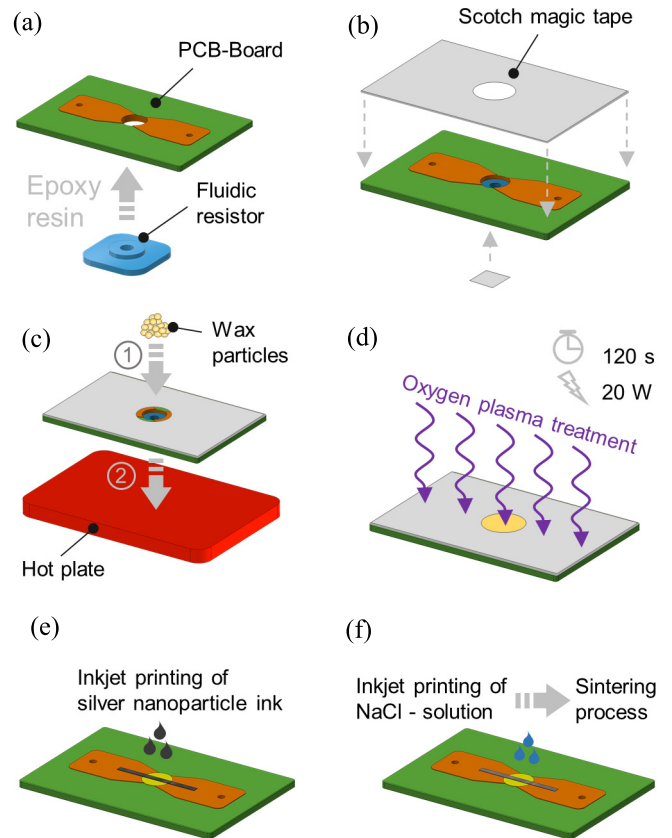 (a)
PCB-Board
Epoxy
resin
Fluidic
resistor
(b)
Scotch magic tape
(c)
1
Wax
particles
2
Hot plate
(d)
120 s
20 W
Oxygen plasma treatment
(e)
Inkjet printing of
silver nanoparticle ink
(f)
Inkjet printing of
NaCl - solution
Sintering
process